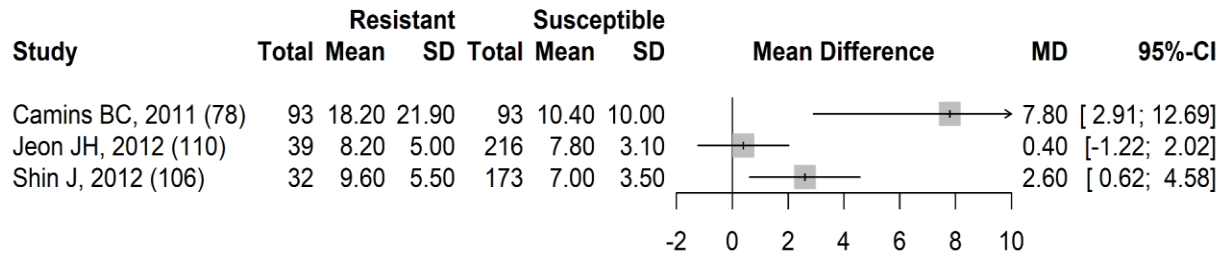 Resistant Susceptible
Study Total Mean SD Total Mean SD Mean Difference MD 95%-CI
Camins BC, 2011 (78) 93 18.20 21.90 93 10.40 10.00 7.80 [ 2.91; 12.69]
Jeon JH, 2012 (110) 39 8.20 5.00 216 7.80 3.10 0.40 [-1.22; 2.02]
Shin J, 2012 (106) 32 9.60 5.50 173 7.00 3.50 2.60 [ 0.62; 4.58]
-2 0 2 4 6 8 10